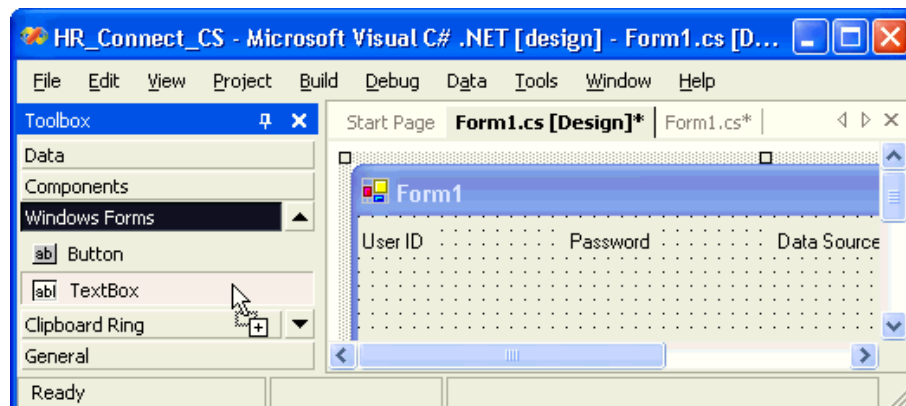 HR_Connect_CS - Microsoft Visual C# .NET [design] - Form1.cs [D...
File Edit View Project Build Debug Data Tools Window Help
Toolbox
Start Page Form1.cs [Design]* Form1.cs*
Data
Components
Windows Forms
Form1
User ID Password Data Source
ab Button
abl TextBox
Clipboard Ring
General
Ready